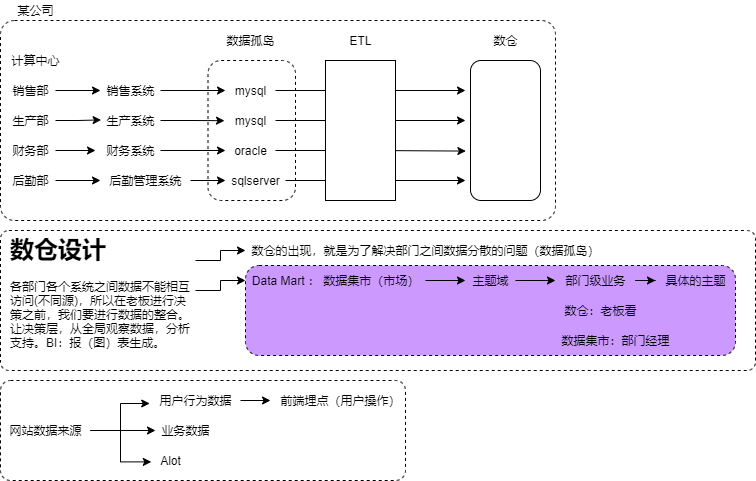 某公司
数据孤岛
ETL
数仓
计算中心
销售部
销售系统
mysql
生产部
生产系统
mysql
财务部
财务系统
oracle
后勤部
后勤管理系统
sqlserver
数仓设计
数仓的出现，就是为了解决部门之间数据分散的问题（数据孤岛）
各部门各个系统之间数据不能相互
访问(不同源)，所以在老板进行决
策之前，我们要进行数据的整合。
让决策层，从全局观察数据，分析
支持。BI：报（图）表生成。
Data Mart： 数据集市（市场）
主题域
部门级业务
具体的主题
数仓：老板看
数据集市：部门经理
网站数据来源
用户行为数据
前端埋点（用户操作）
业务数据
AIot